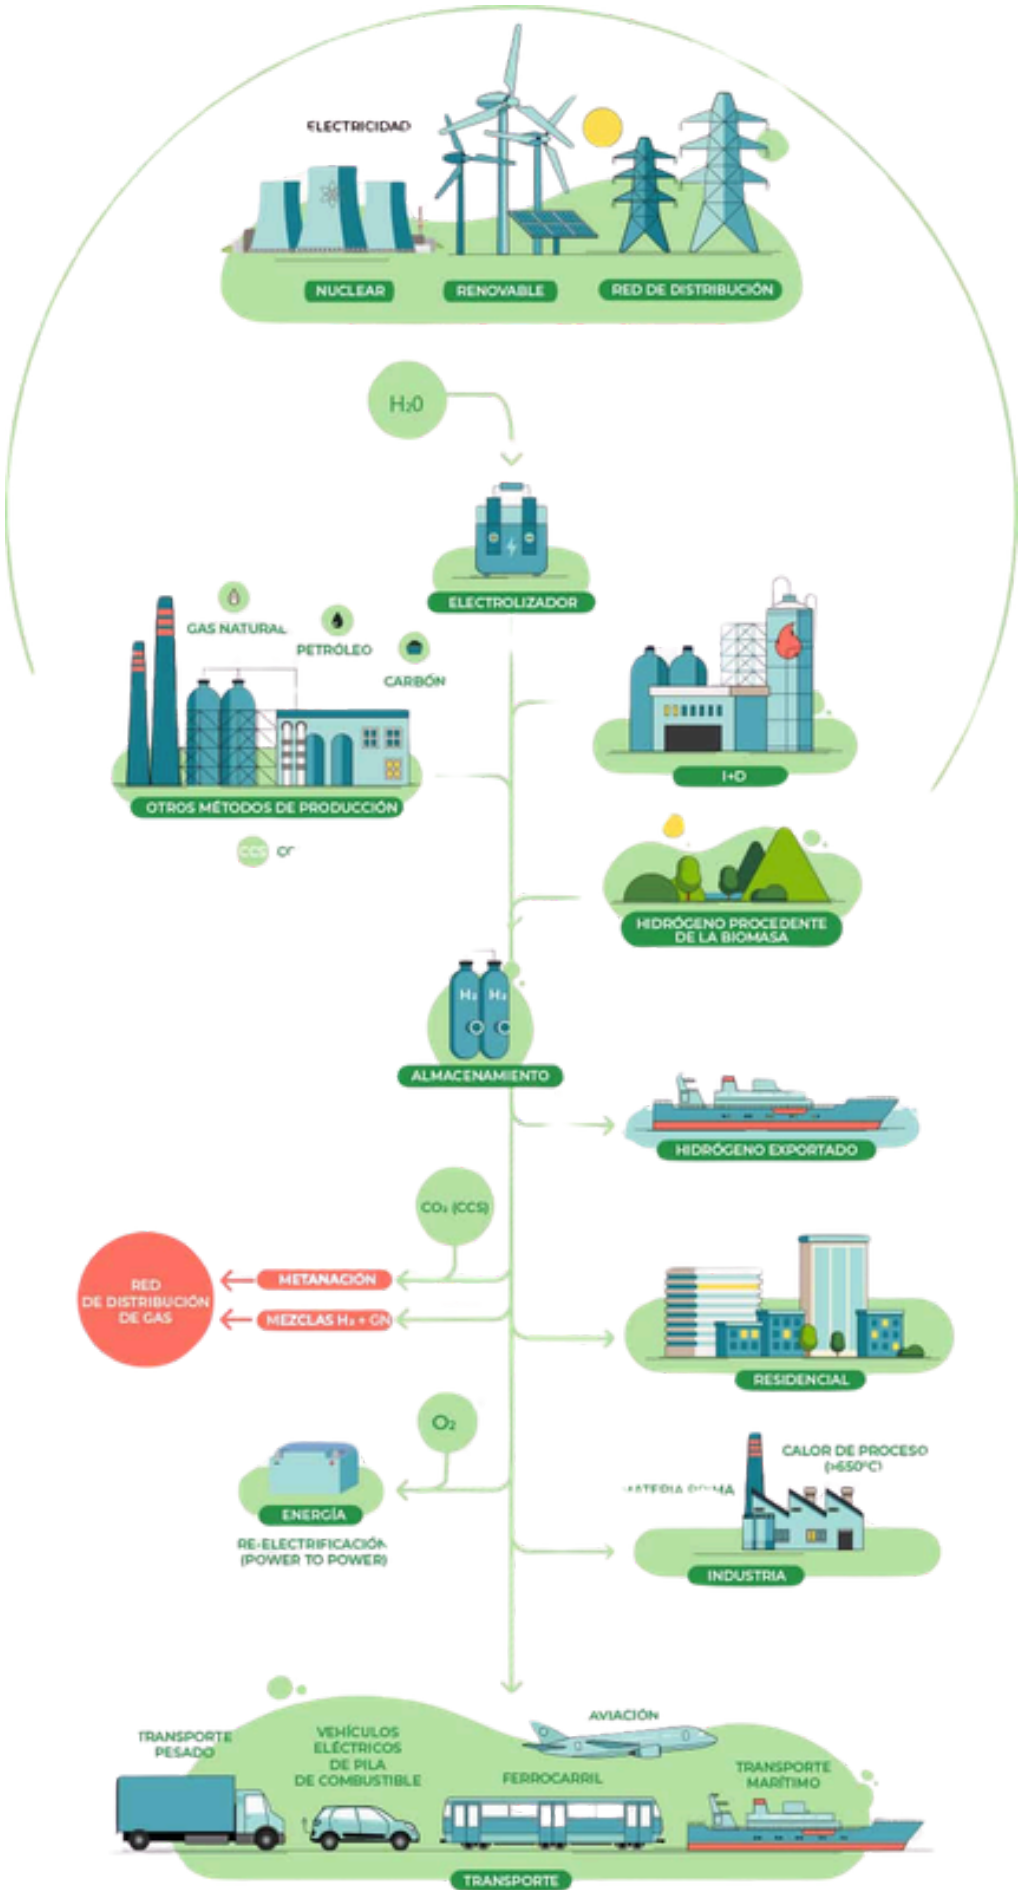 ELECTRICIDAD
NUCLEAR
RENOVABLE
RED DE DISTRIBUCIÓN
H₂0
ELECTROLIZADOR
GAS NATURAL
PETRÓLEO
CARBÓN
OTROS MÉTODOS DE PRODUCCIÓN
CCS
I+D
HIDRÓGENO PROCEDENTE
DE LA BIOMASA
H₂ H₂
ALMACENAMIENTO
HIDRÓGENO EXPORTADO
CO₂ (CCS)
METANACIÓN
MEZCLAS H₂ + GN
RED
DE DISTRIBUCIÓN
DE GAS
RESIDENCIAL
O₂
ENERGÍA
RE-ELECTRIFICACIÓN
(POWER TO POWER)
CALOR DE PROCESO
(>650ºC)
INDUSTRIA
TRANSPORTE
PESADO
VEHÍCULOS
ELÉCTRICOS
DE PILA
DE COMBUSTIBLE
AVIACIÓN
FERROCARRIL
TRANSPORTE
MARÍTIMO
TRANSPORTE